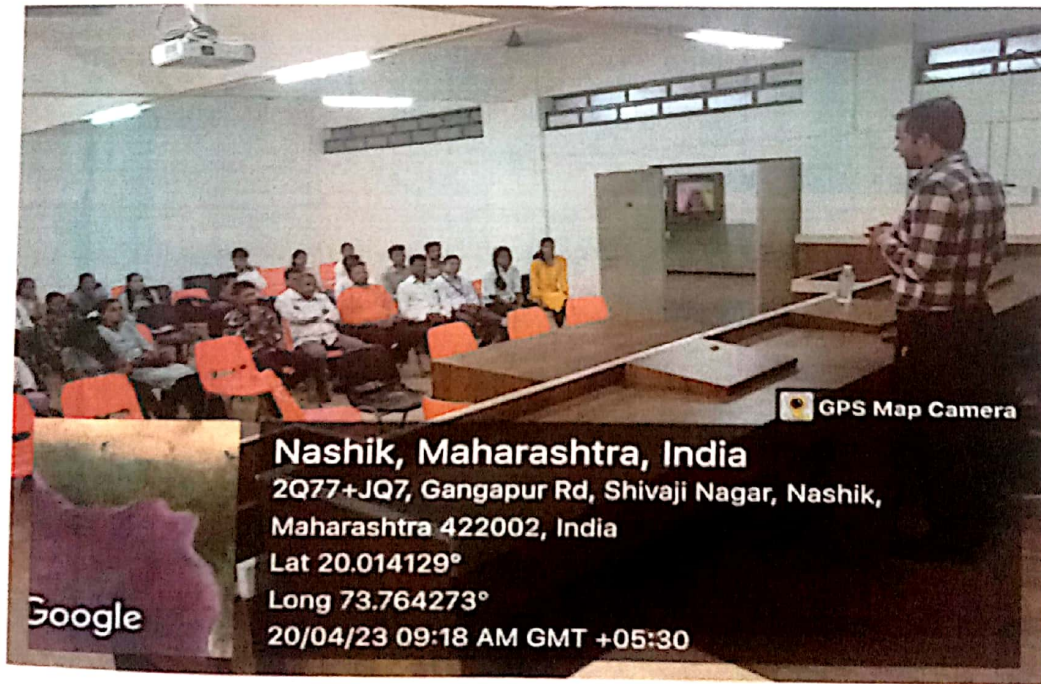 GPS Map Camera
Nashik, Maharashtra, India
2Q77+JQ7, Gangapur Rd, Shivaji Nagar, Nashik,
Maharashtra 422002, India
Lat 20.014129°
Long 73.764273°
20/04/23 09:18 AM GMT +05:30
Google